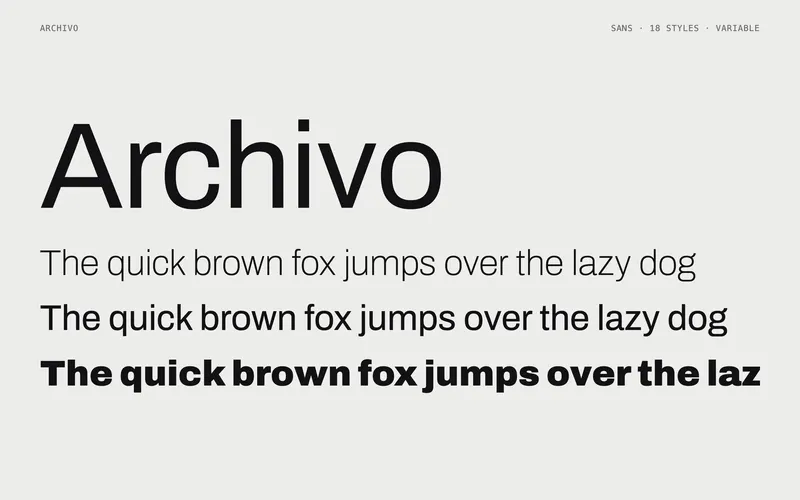 ARCHIVO
SANS · 18 STYLES · VARIABLE
Archivo
The quick brown fox jumps over the lazy dog
The quick brown fox jumps over the lazy dog
The quick brown fox jumps over the laz